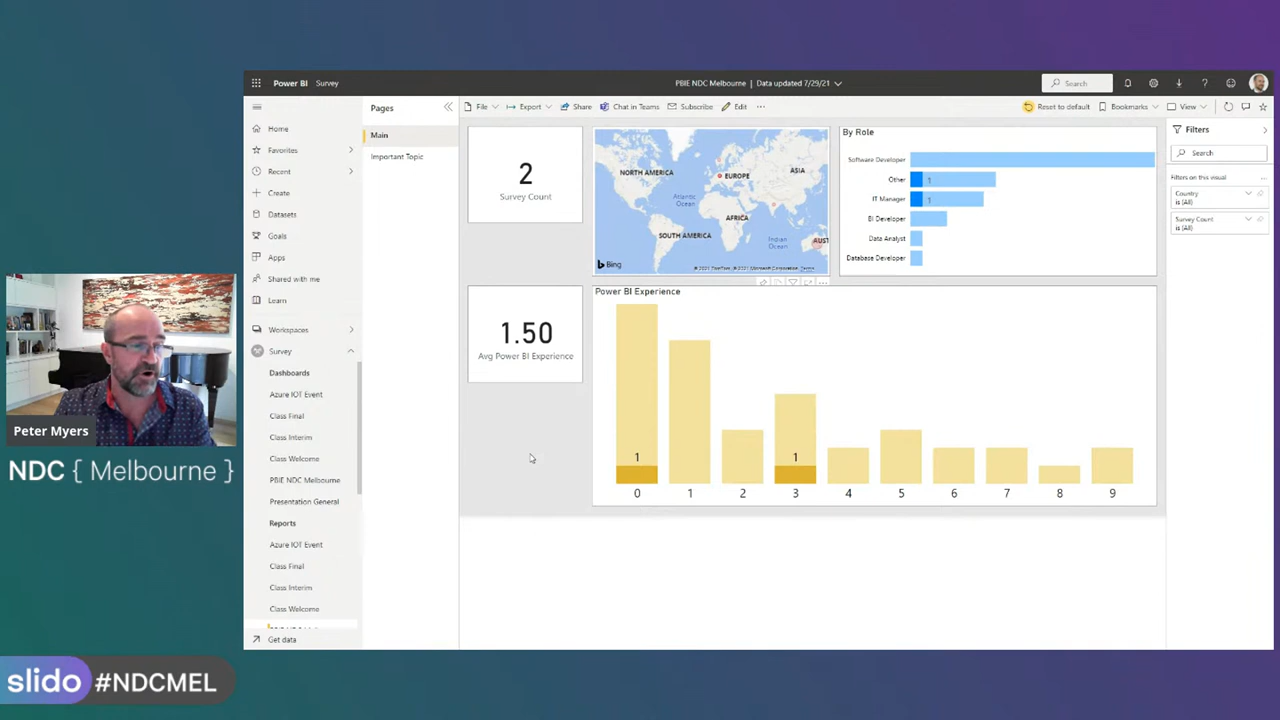 Power BI Survey
PBIE NDC Melbourne | Data updated 7/29/21
Search
Pages
File
Export
Share
Chat in Teams
Subscribe
Edit
Reset to default
Bookmarks
View
Home
Favorites
Recent
Create
Datasets
Goals
Apps
Shared with me
Learn
Workspaces
Survey
Dashboards
Azure IOT Event
Class Final
Class Interim
Class Welcome
PBIE NDC Melbourne
Presentation General
Reports
Azure IOT Event
Class Final
Class Interim
Class Welcome
Get data
Main
Important Topic
2
Survey Count
NORTH AMERICA
EUROPE
ASIA
Atlantic
Ocean
AFRICA
SOUTH AMERICA
Indian
Ocean
AUST
Bing
© 2021 TomTom, © 2021 Microsoft Corporation Terms
By Role
Software Developer
Other 1
IT Manager 1
BI Developer
Data Analyst
Database Developer
1.50
Avg Power BI Experience
Power BI Experience
1 1
0 1 2 3 4 5 6 7 8 9
Filters
Search
Filters on this visual
Country
is (All)
Survey Count
is (All)
Peter Myers
NDC { Melbourne }
slido #NDCMEL